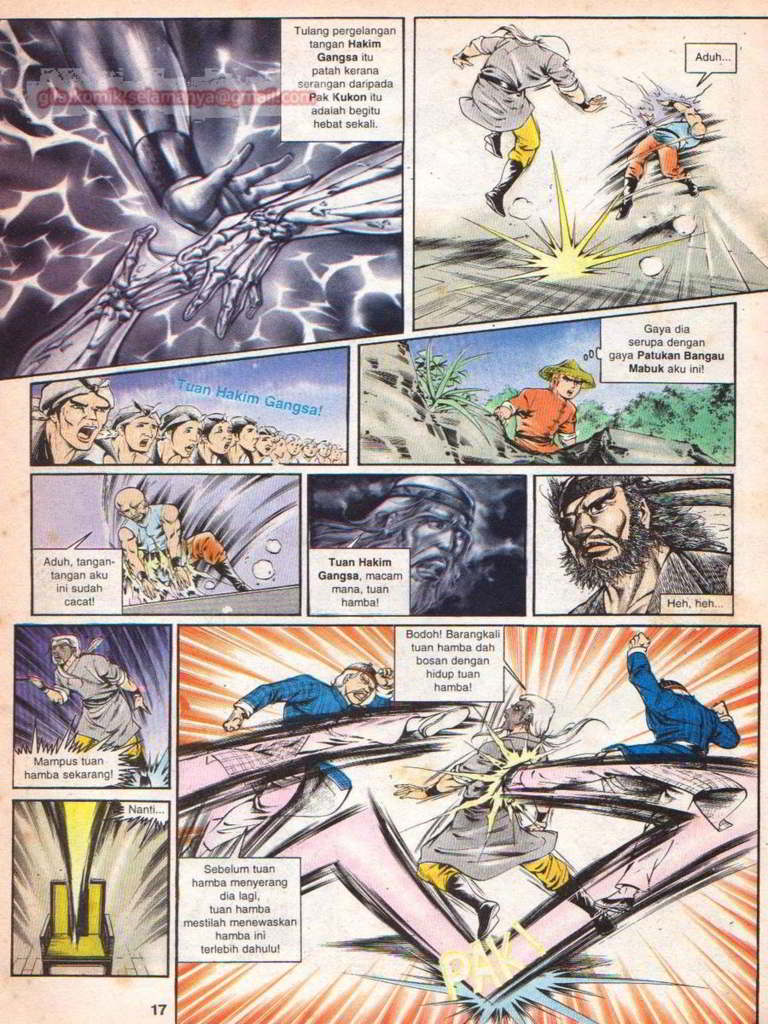 Tulang pergelangan
tangan Hakim
Gangsa itu
patah kerana
serangan daripada
Pak Kukon itu
adalah begitu
hebat sekali.
gilakomik.selamanya@gmail.com
Aduh...
Tuan Hakim Gangsa!
Gaya dia
serupa dengan
gaya Patukan Bangau
Mabuk aku ini!
Aduh, tangan-
tangan aku
ini sudah
cacat!
Tuan Hakim
Gangsa, macam
mana, tuan
hamba!
Heh, heh...
Mampus tuan
hamba sekarang!
Bodoh! Barangkali
tuan hamba dah
bosan dengan
hidup tuan
hamba!
Nanti...
Sebelum tuan
hamba menyerang
dia lagi,
tuan hamba
mestilah menewaskan
hamba ini
terlebih dahulu!
PAK!
17